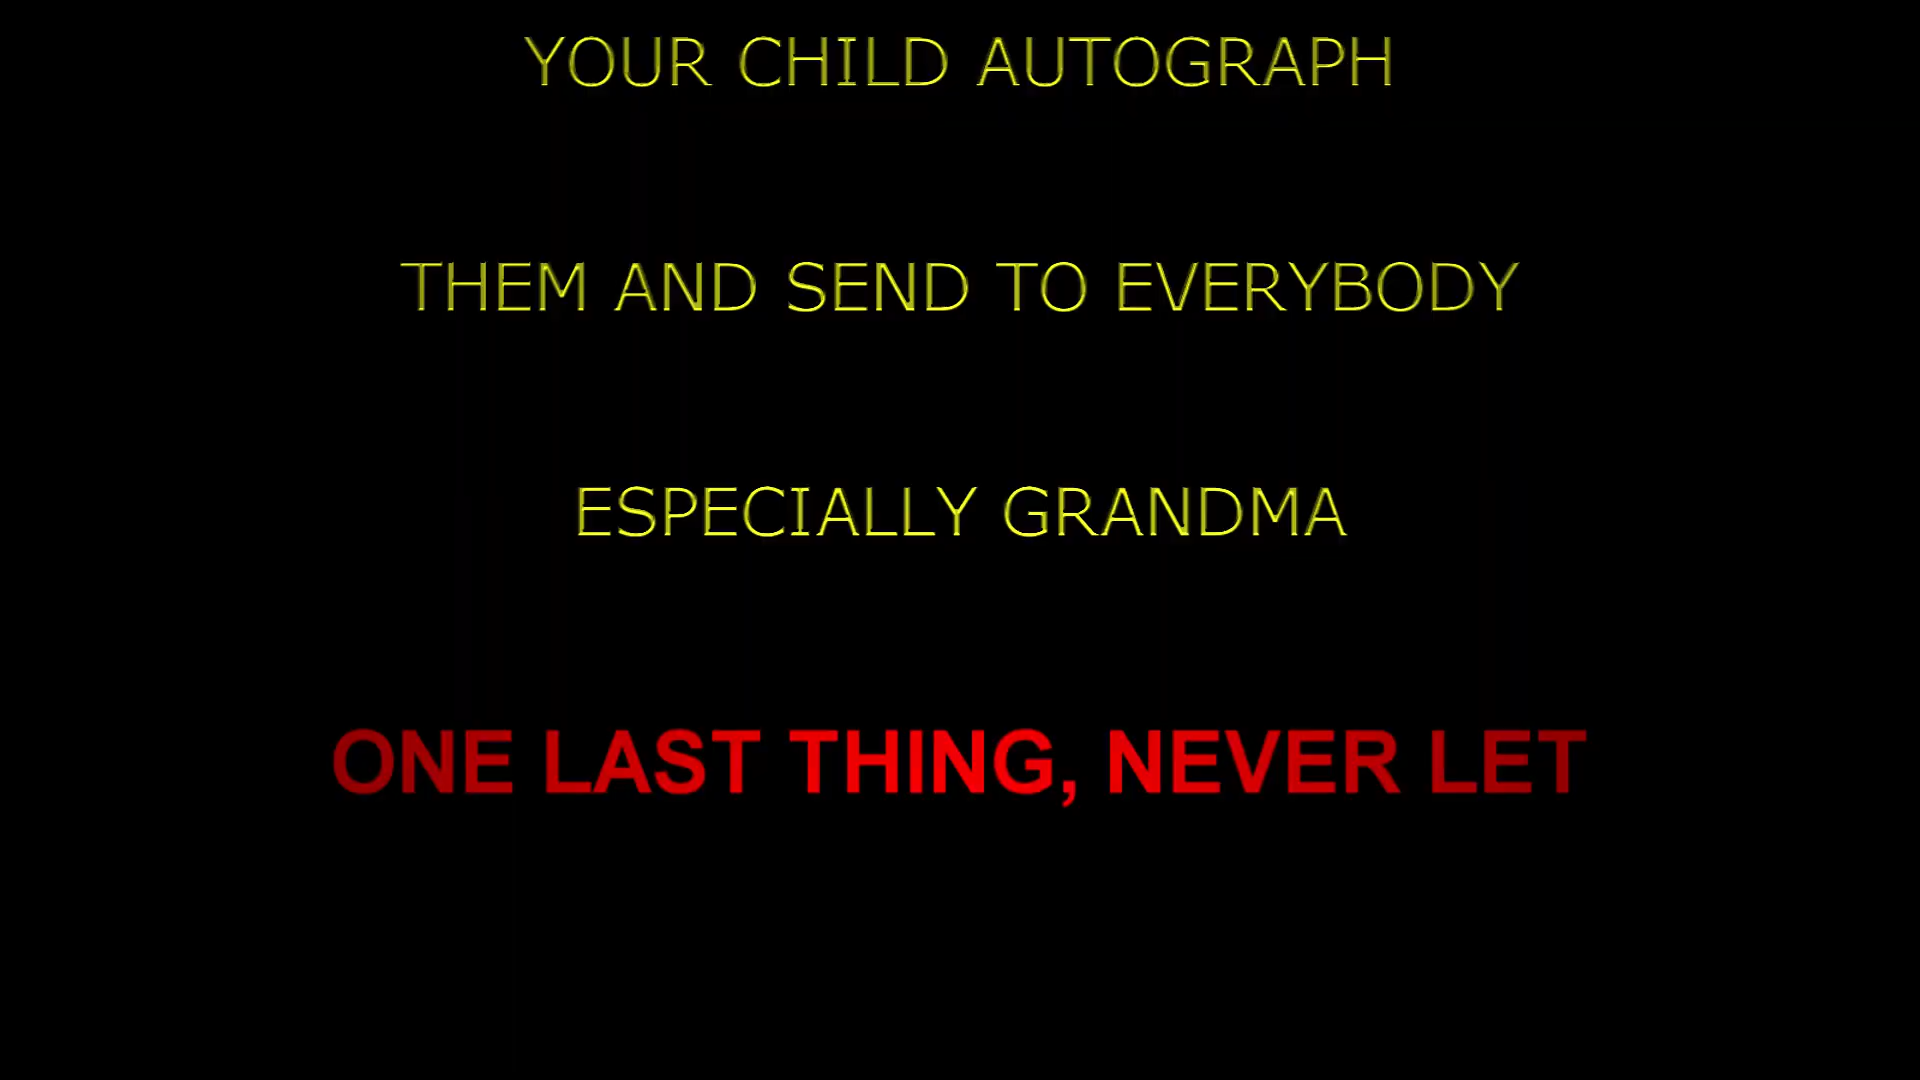 YOUR CHILD AUTOGRAPH
THEM AND SEND TO EVERYBODY
ESPECIALLY GRANDMA
ONE LAST THING, NEVER LET